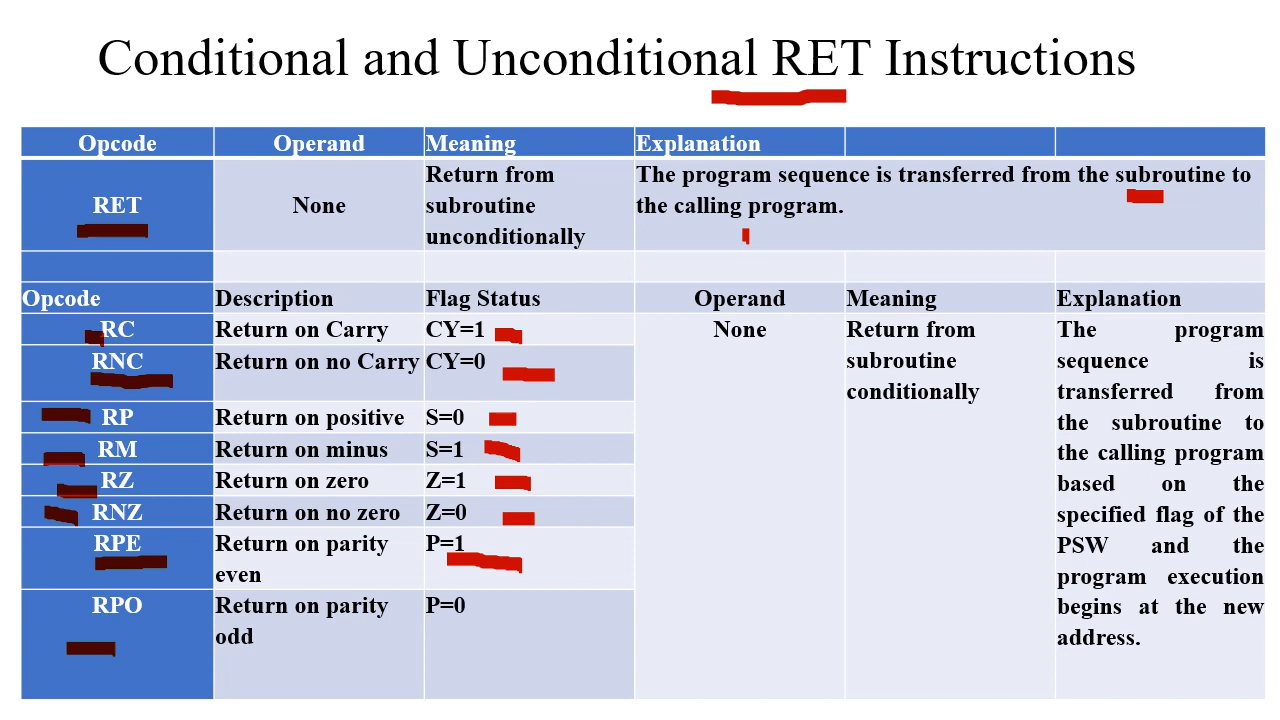 Conditional and Unconditional RET Instructions
Opcode Operand Meaning Explanation
RET None Return from subroutine unconditionally The program sequence is transferred from the subroutine to the calling program.
Opcode Description Flag Status Operand Meaning Explanation
RC Return on Carry CY=1 None Return from subroutine conditionally The program sequence is transferred from the subroutine to the calling program based on the specified flag of the PSW and the program execution begins at the new address.
RNC Return on no Carry CY=0
RP Return on positive S=0
RM Return on minus S=1
RZ Return on zero Z=1
RNZ Return on no zero Z=0
RPE Return on parity even P=1
RPO Return on parity odd P=0